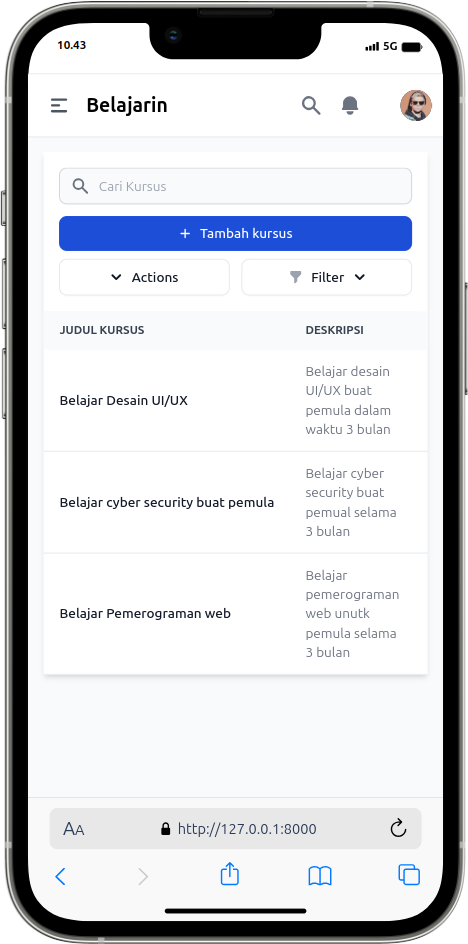 10.43
5G
Belajarin
Cari Kursus
+ Tambah kursus
Actions
Filter
JUDUL KURSUS DESKRIPSI
Belajar Desain UI/UX
Belajar desain
UI/UX buat
pemula dalam
waktu 3 bulan
Belajar cyber security buat pemula
Belajar cyber
security buat
pemual selama
3 bulan
Belajar Pemerograman web
Belajar
pemerograman
web unutk
pemula selama
3 bulan
AA
http://127.0.0.1:8000